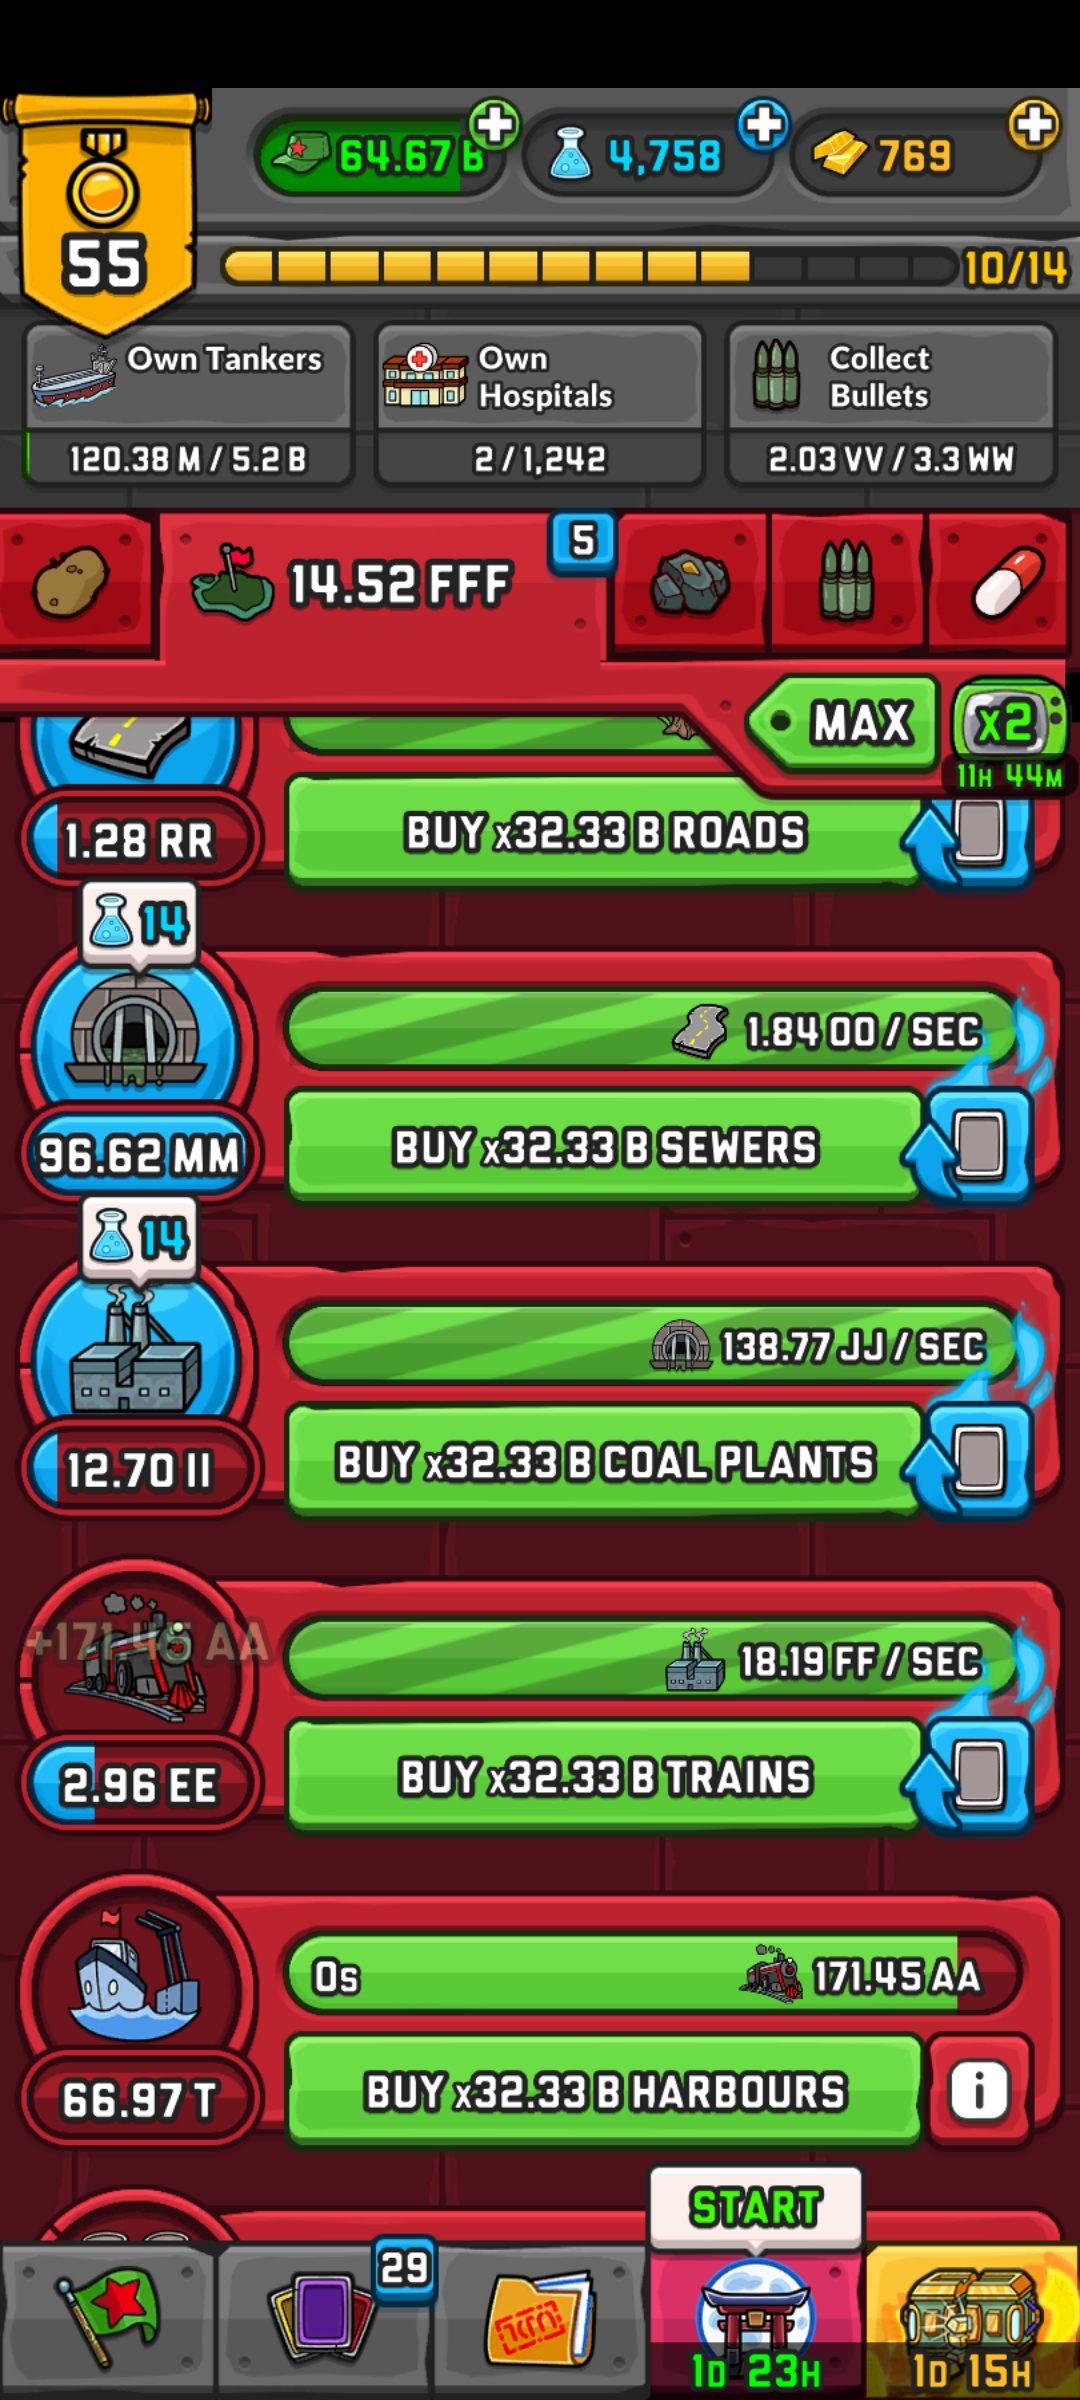 64.67 B
4,758
769
55
10/14
Own Tankers
120.38 M / 5.2 B
Own
Hospitals
2 / 1,242
Collect
Bullets
2.03 VV / 3.3 WW
14.52 FFF
5
MAX
x2
11H 44M
1.28 RR
BUY x32.33 B ROADS
14
1.84 OO / SEC
96.62 MM
BUY x32.33 B SEWERS
14
138.77 JJ / SEC
12.70 II
BUY x32.33 B COAL PLANTS
+171.45 AA
18.19 FF / SEC
2.96 EE
BUY x32.33 B TRAINS
0s
171.45 AA
66.97 T
BUY x32.33 B HARBOURS
i
START
29
1D 23H
1D 15H